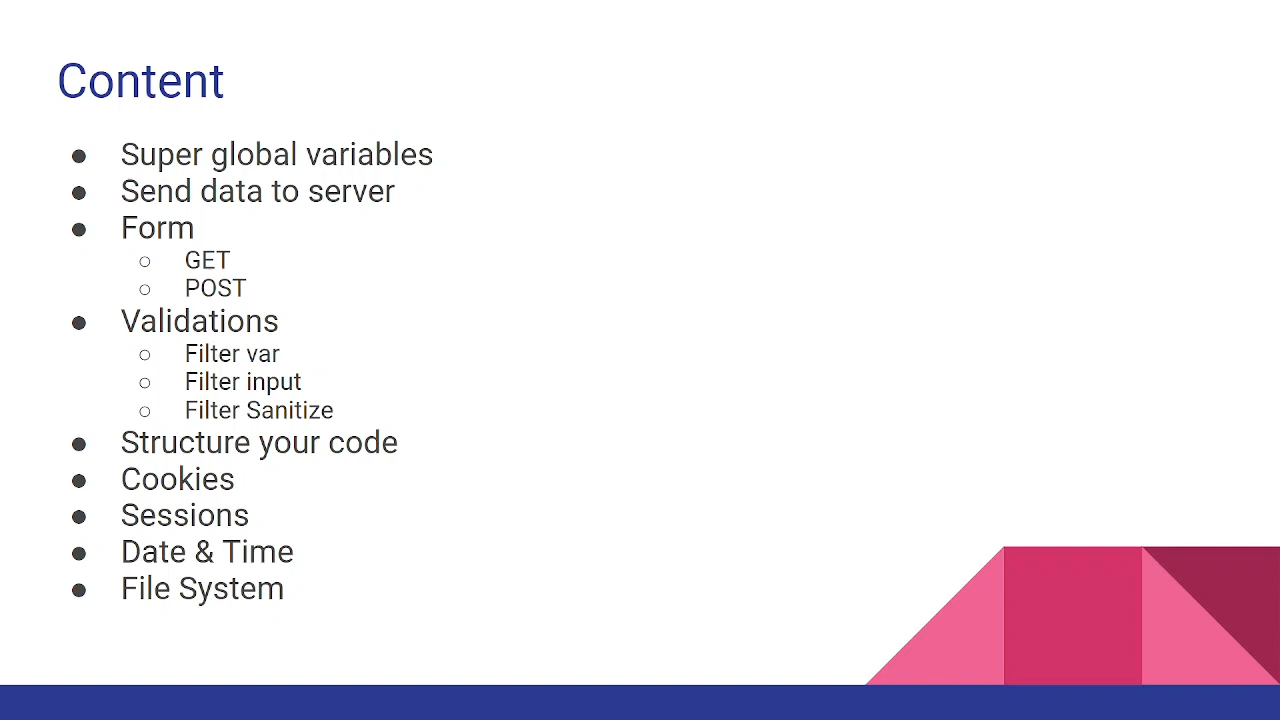 Content
● Super global variables
● Send data to server
● Form
○ GET
○ POST
● Validations
○ Filter var
○ Filter input
○ Filter Sanitize
● Structure your code
● Cookies
● Sessions
● Date & Time
● File System